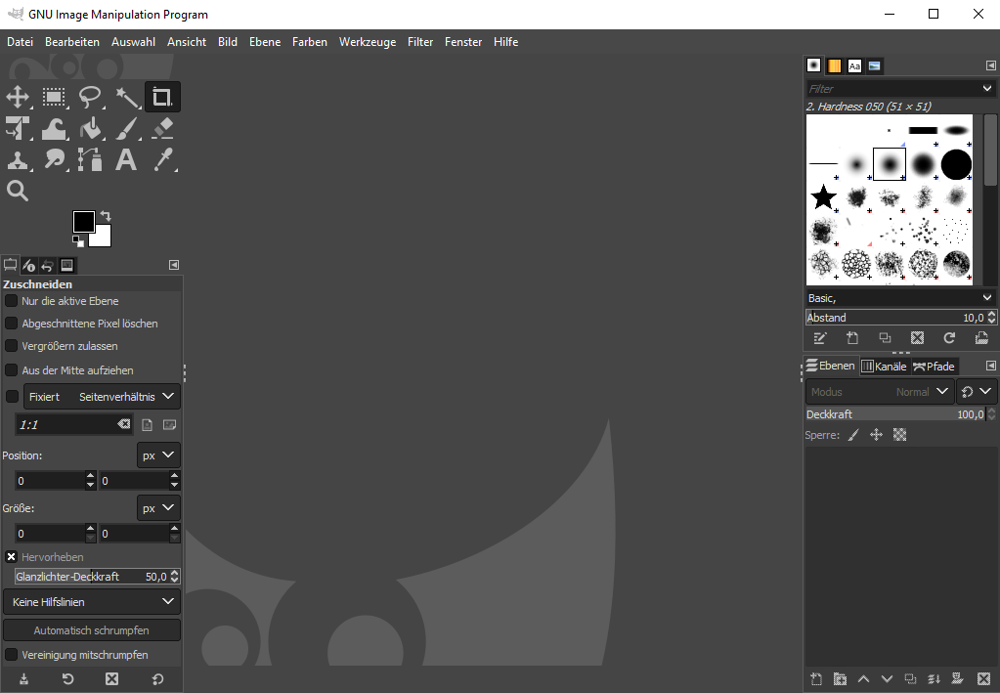 GNU Image Manipulation Program
Datei Bearbeiten Auswahl Ansicht Bild Ebene Farben Werkzeuge Filter Fenster Hilfe
Aa
Filter
2. Hardness 050 (51 × 51)
Basic,
Abstand 10,0
Ebenen Kanäle Pfade
Modus Normal
Deckkraft 100,0
Sperre:
Zuschneiden
Nur die aktive Ebene
Abgeschnittene Pixel löschen
Vergrößern zulassen
Aus der Mitte aufziehen
Fixiert Seitenverhältnis
1:1
Position: px
0 0
Größe: px
0 0
Hervorheben
Glanzlichter-Deckkraft 50,0
Keine Hilfslinien
Automatisch schrumpfen
Vereinigung mitschrumpfen